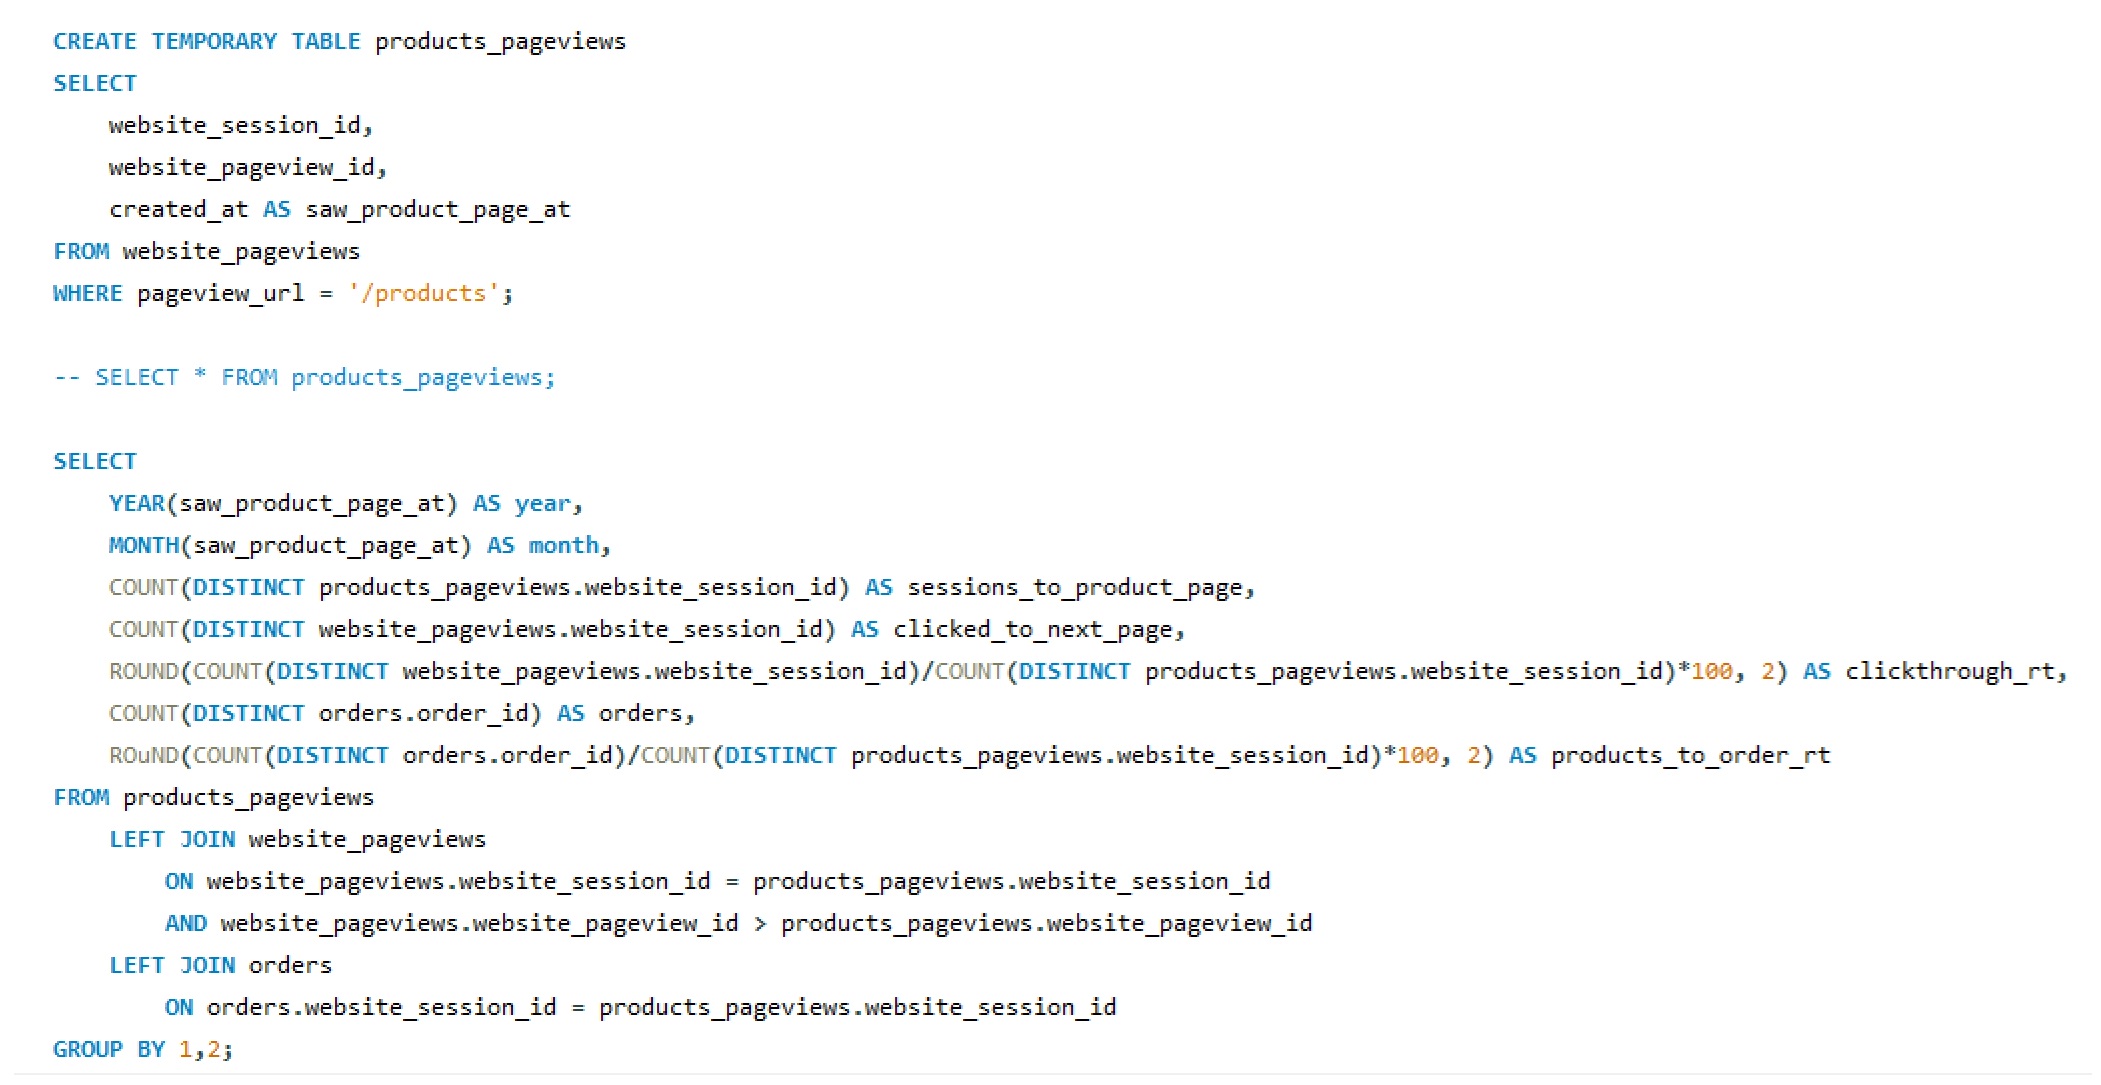 CREATE TEMPORARY TABLE products_pageviews
SELECT
    website_session_id,
    website_pageview_id,
    created_at AS saw_product_page_at
FROM website_pageviews
WHERE pageview_url = '/products';

-- SELECT * FROM products_pageviews;

SELECT
    YEAR(saw_product_page_at) AS year,
    MONTH(saw_product_page_at) AS month,
    COUNT(DISTINCT products_pageviews.website_session_id) AS sessions_to_product_page,
    COUNT(DISTINCT website_pageviews.website_session_id) AS clicked_to_next_page,
    ROUND(COUNT(DISTINCT website_pageviews.website_session_id)/COUNT(DISTINCT products_pageviews.website_session_id)*100, 2) AS clickthrough_rt,
    COUNT(DISTINCT orders.order_id) AS orders,
    ROuND(COUNT(DISTINCT orders.order_id)/COUNT(DISTINCT products_pageviews.website_session_id)*100, 2) AS products_to_order_rt
FROM products_pageviews
    LEFT JOIN website_pageviews
        ON website_pageviews.website_session_id = products_pageviews.website_session_id
        AND website_pageviews.website_pageview_id > products_pageviews.website_pageview_id
    LEFT JOIN orders
        ON orders.website_session_id = products_pageviews.website_session_id
GROUP BY 1,2;